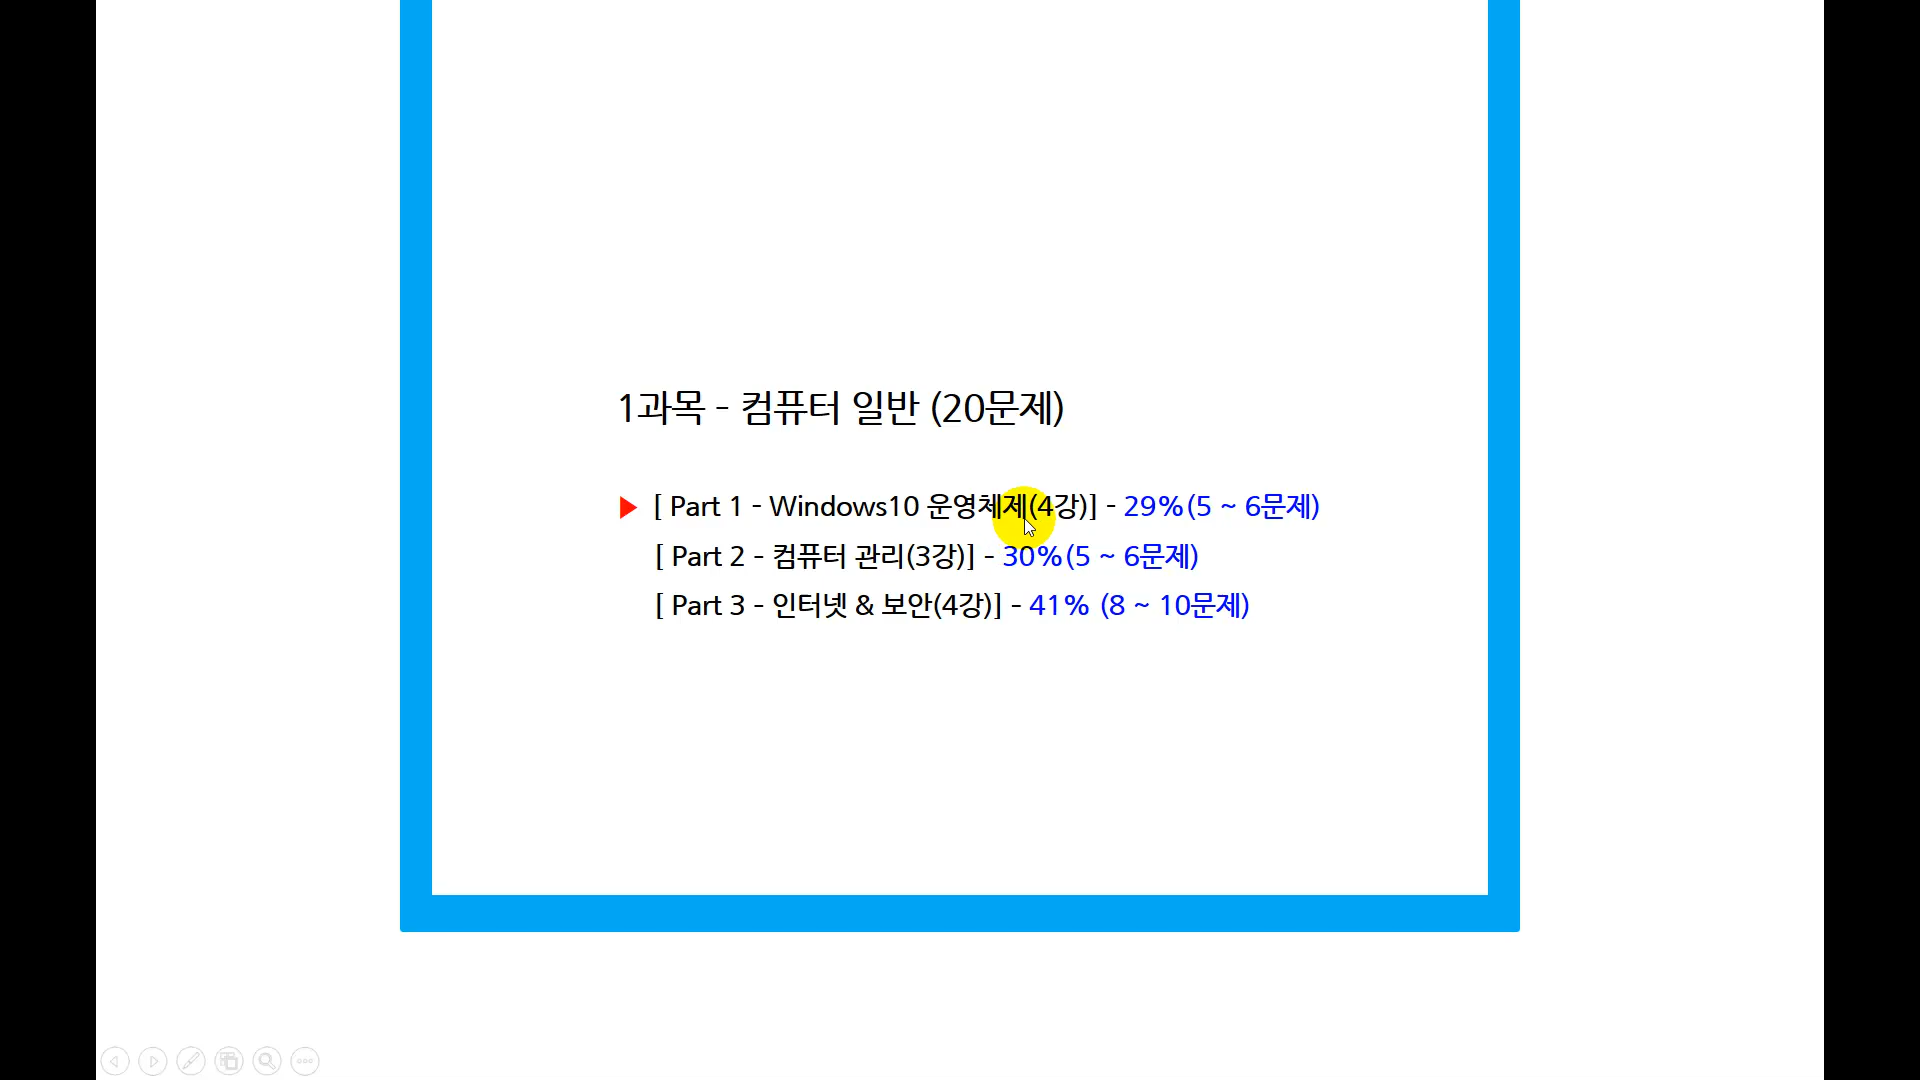 1과목 - 컴퓨터 일반 (20문제)
▶ [ Part 1 - Windows10 운영체제(4강)] - 29%(5 ~ 6문제)
[ Part 2 - 컴퓨터 관리(3강)] - 30%(5 ~ 6문제)
[ Part 3 - 인터넷 & 보안(4강)] - 41% (8 ~ 10문제)